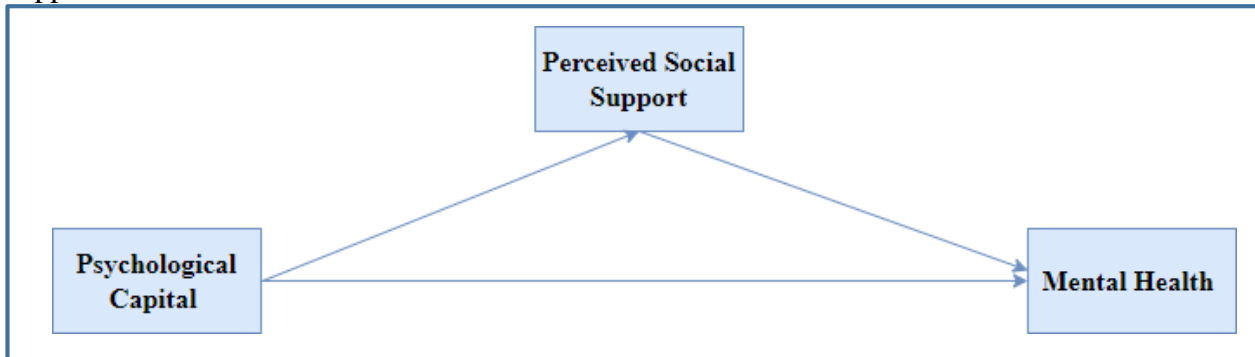 Perceived Social
Support
Psychological
Capital
Mental Health